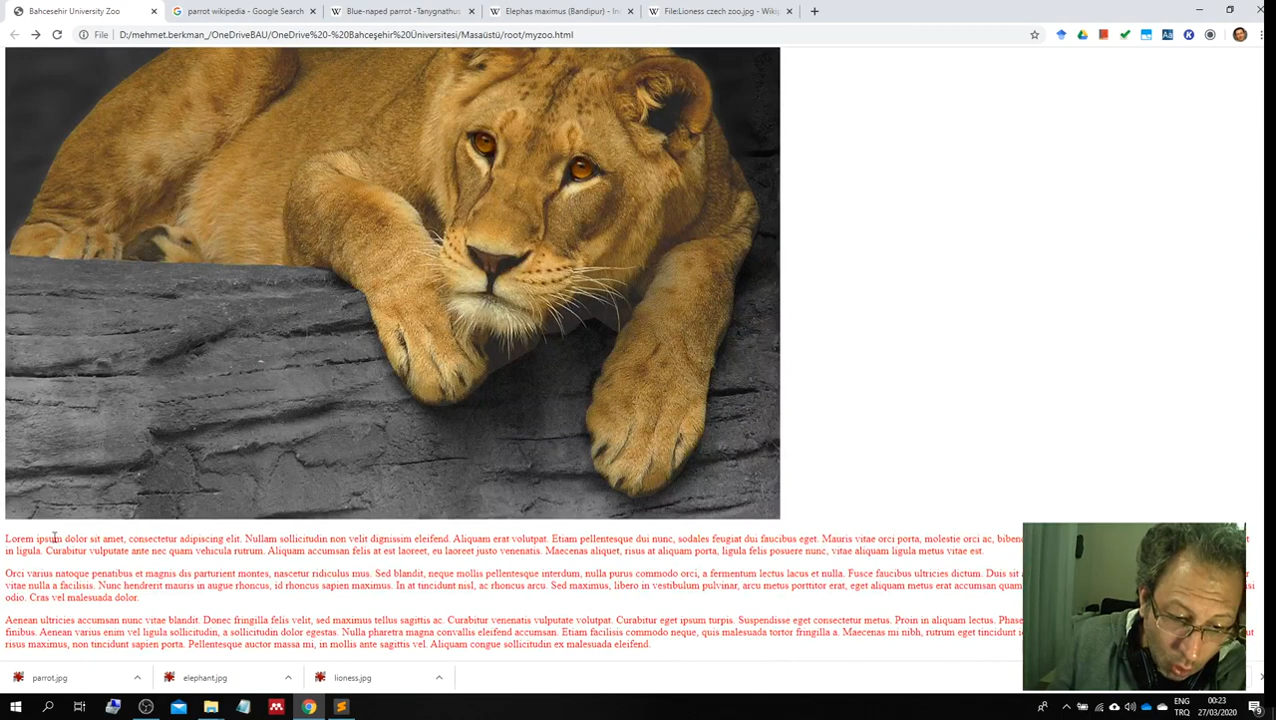 Bahcesehir University Zoo
parrot wikipedia - Google Search
Blue-naped parrot -Tanygnathus
Elephas maximus (Bandipur) - In
File:Lioness czech zoo.jpg - Wiki
File
D:/mehmet.berkman_/OneDriveBAU/OneDrive%20-%20Bahçeşehir%20Üniversitesi/Masaüstü/root/myzoo.html
Lorem ipsum dolor sit amet, consectetur adipiscing elit. Nullam sollicitudin non velit dignissim eleifend. Aliquam erat volutpat. Etiam pellentesque dui nunc, sodales feugiat dui faucibus eget. Mauris vitae orci porta, molestie orci ac,
in ligula. Curabitur vulputate ante nec quam vehicula rutrum. Aliquam accumsan felis at est laoreet, eu laoreet justo venenatis. Maecenas aliquet, risus at aliquam porta, ligula felis posuere nunc, vitae aliquam ligula metus vitae est.
Orci varius natoque penatibus et magnis dis parturient montes, nascetur ridiculus mus. Sed blandit, neque mollis pellentesque interdum, nulla purus commodo orci, a fermentum lectus lacus et nulla. Fusce faucibus ultricies dictum. Duis sit
vitae nulla a facilisis. Nunc hendrerit mauris in augue rhoncus, id rhoncus sapien maximus. In at tincidunt nisl, ac rhoncus arcu. Sed maximus, libero in vestibulum pulvinar, arcu metus porttitor erat, eget aliquam metus erat accumsan quam
odio. Cras vel malesuada dolor.
Aenean ultricies accumsan nunc vitae blandit. Donec fringilla felis velit, sed maximus tellus sagittis ac. Curabitur venenatis vulputate volutpat. Curabitur eget ipsum turpis. Suspendisse eget consectetur metus. Proin in aliquam lectus.
finibus. Aenean varius enim vel ligula sollicitudin, a sollicitudin dolor egestas. Nulla pharetra magna convallis eleifend accumsan. Etiam facilisis commodo neque, quis malesuada tortor fringilla a. Maecenas mi nibh, rutrum eget tincidunt
risus maximus, non tincidunt sapien porta. Pellentesque auctor massa mi, in mollis ante sagittis vel. Aliquam congue sollicitudin ex malesuada eleifend.
parrot.jpg
elephant.jpg
lioness.jpg
ENG
TRQ
00:23
27/03/2020